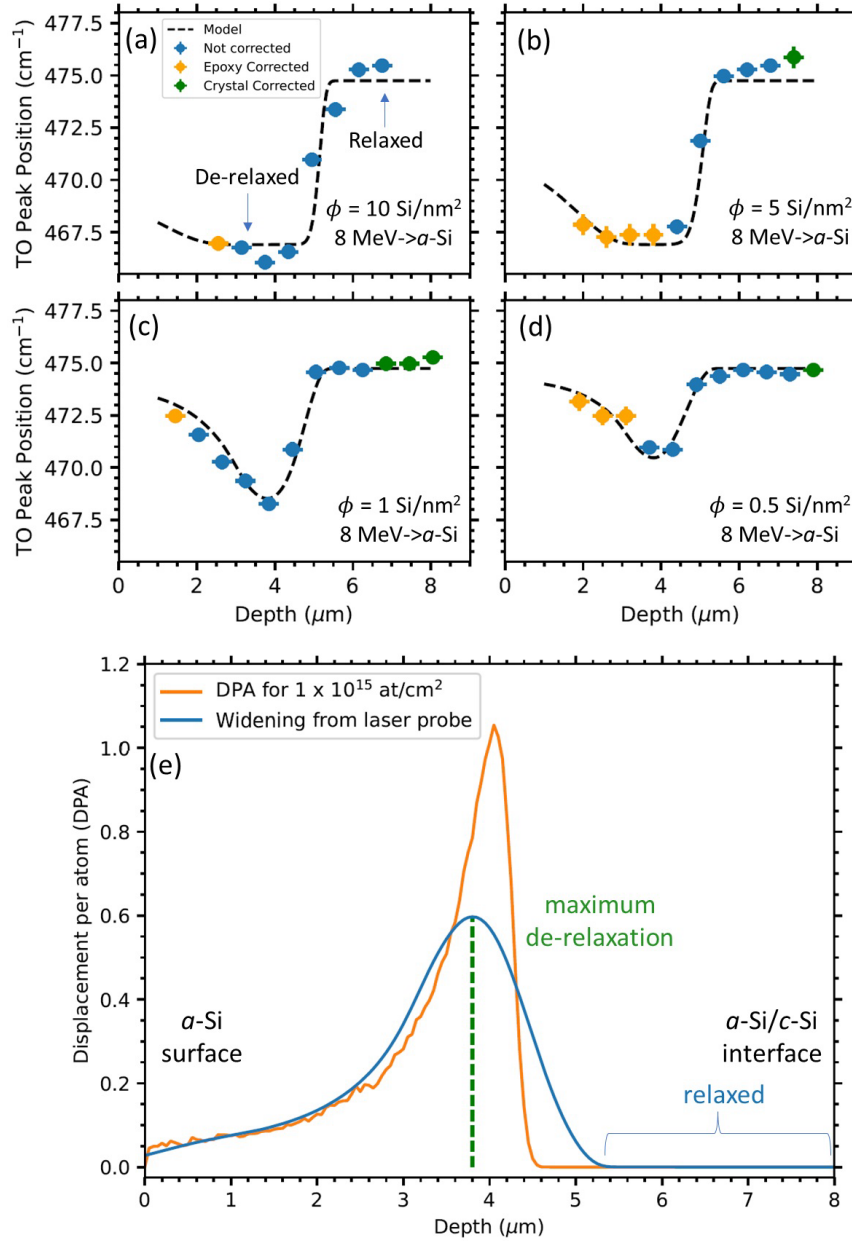 477.5
475.0
472.5
470.0
467.5
TO Peak Position (cm⁻¹)
(a)
Model
Not corrected
Epoxy Corrected
Crystal Corrected
De-relaxed
Relaxed
ϕ = 10 Si/nm²
8 MeV->a-Si
(b)
ϕ = 5 Si/nm²
8 MeV->a-Si
477.5
475.0
472.5
470.0
467.5
TO Peak Position (cm⁻¹)
(c)
ϕ = 1 Si/nm²
8 MeV->a-Si
0 2 4 6 8
Depth (μm)
(d)
ϕ = 0.5 Si/nm²
8 MeV->a-Si
0 2 4 6 8
Depth (μm)
1.2
1.0
0.8
0.6
0.4
0.2
0.0
Displacement per atom (DPA)
DPA for 1 x 10¹⁵ at/cm²
Widening from laser probe
(e)
maximum
de-relaxation
a-Si
surface
a-Si/c-Si
interface
relaxed
0 1 2 3 4 5 6 7 8
Depth (μm)